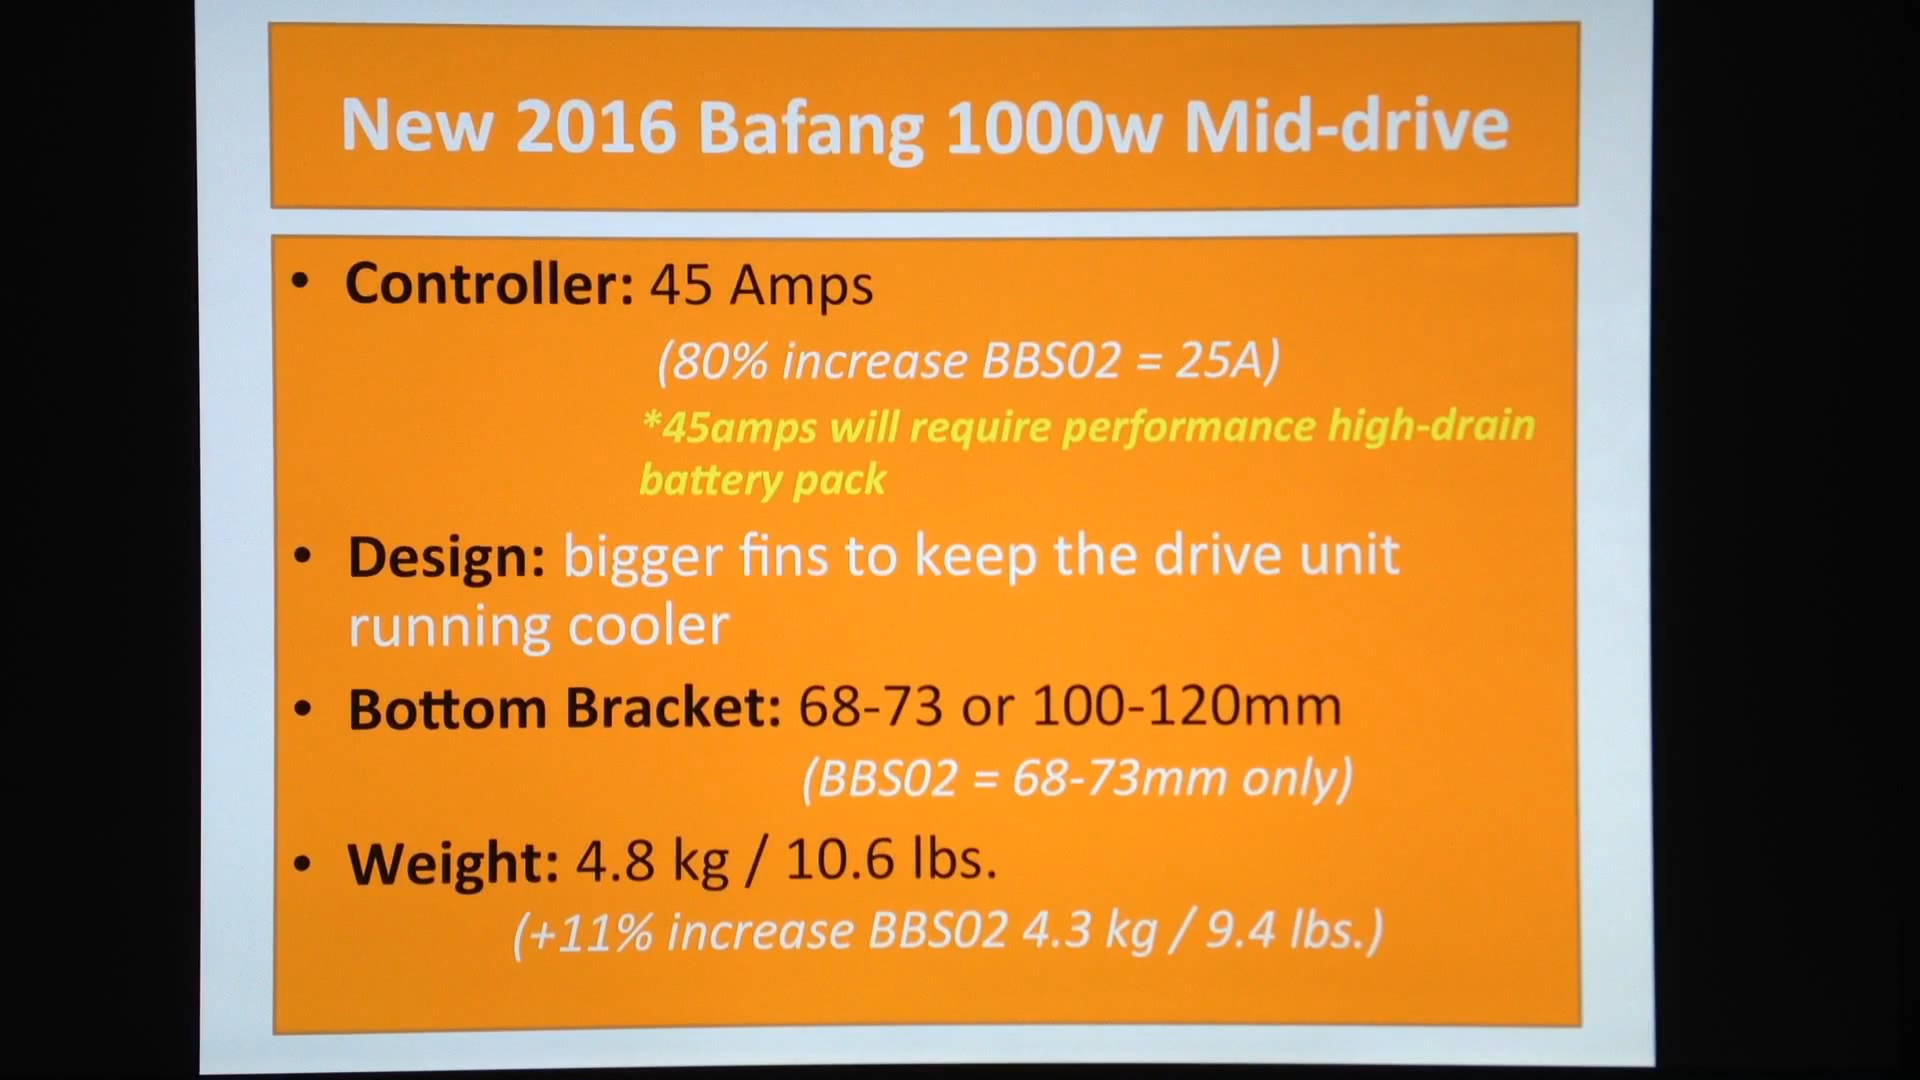 New 2016 Bafang 1000w Mid-drive
• Controller: 45 Amps
(80% increase BBS02 = 25A)
*45amps will require performance high-drain
battery pack
• Design: bigger fins to keep the drive unit
running cooler
• Bottom Bracket: 68-73 or 100-120mm
(BBS02 = 68-73mm only)
• Weight: 4.8 kg / 10.6 lbs.
(+11% increase BBS02 4.3 kg / 9.4 lbs.)